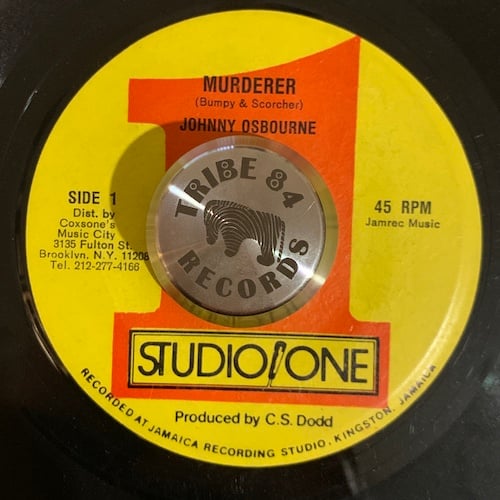 MURDERER
(Bumpy & Scorcher)
JOHNNY OSBOURNE
TRIBE 84
RECORDS
SIDE 1
Dist. by
Coxsone's
Music City
3135 Fulton St.
Brooklyn, N.Y. 11208
Tel. 212-277-4166
45 RPM
Jamrec Music
1
STUDIO ONE
Produced by C.S. Dodd
RECORDED AT JAMAICA RECORDING STUDIO. KINGSTON, JAMAICA